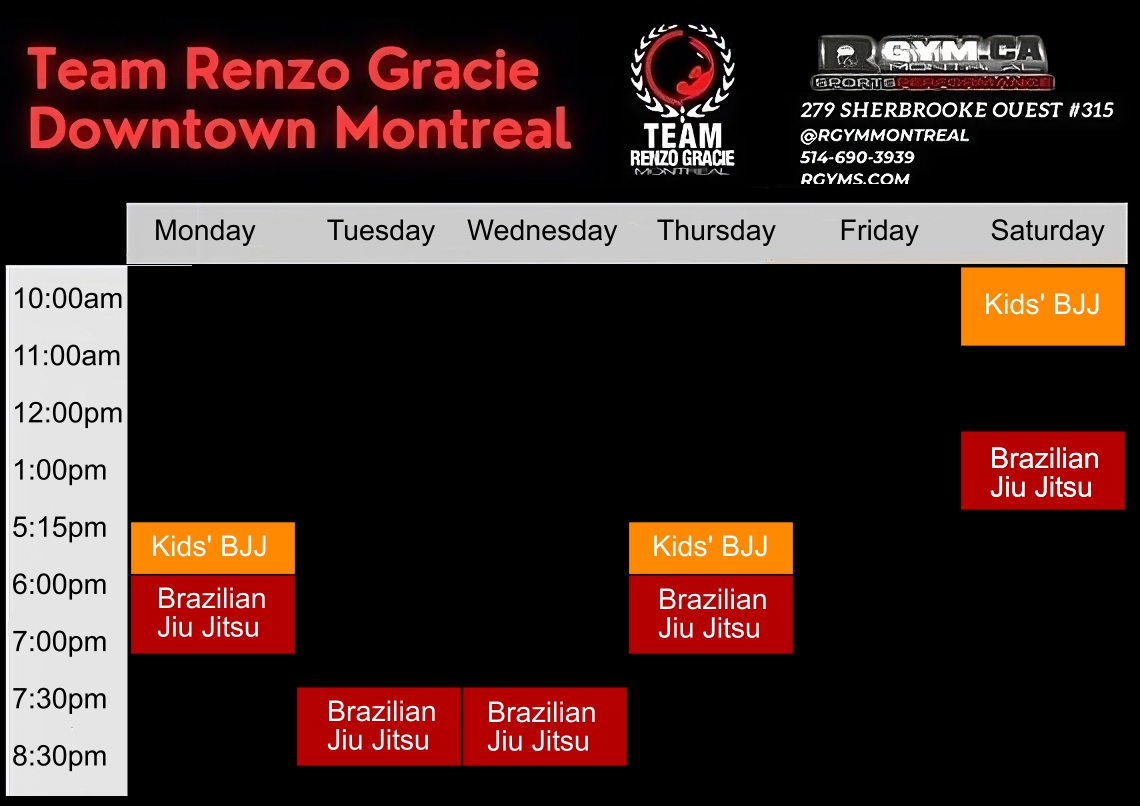 Team Renzo Gracie
Downtown Montreal
TEAM
RENZO GRACIE
MONTREAL
RGYM.CA
MONTREAL
SPORTS PERFORMANCE
279 SHERBROOKE OUEST #315
@RGYMMONTREAL
514-690-3939
RGYMS.COM
Monday Tuesday Wednesday Thursday Friday Saturday
10:00am
Kids' BJJ
11:00am
12:00pm
Brazilian
Jiu Jitsu
1:00pm
5:15pm
Kids' BJJ Kids' BJJ
6:00pm
Brazilian Brazilian
Jiu Jitsu Jiu Jitsu
7:00pm
7:30pm
Brazilian Brazilian
Jiu Jitsu Jiu Jitsu
8:30pm